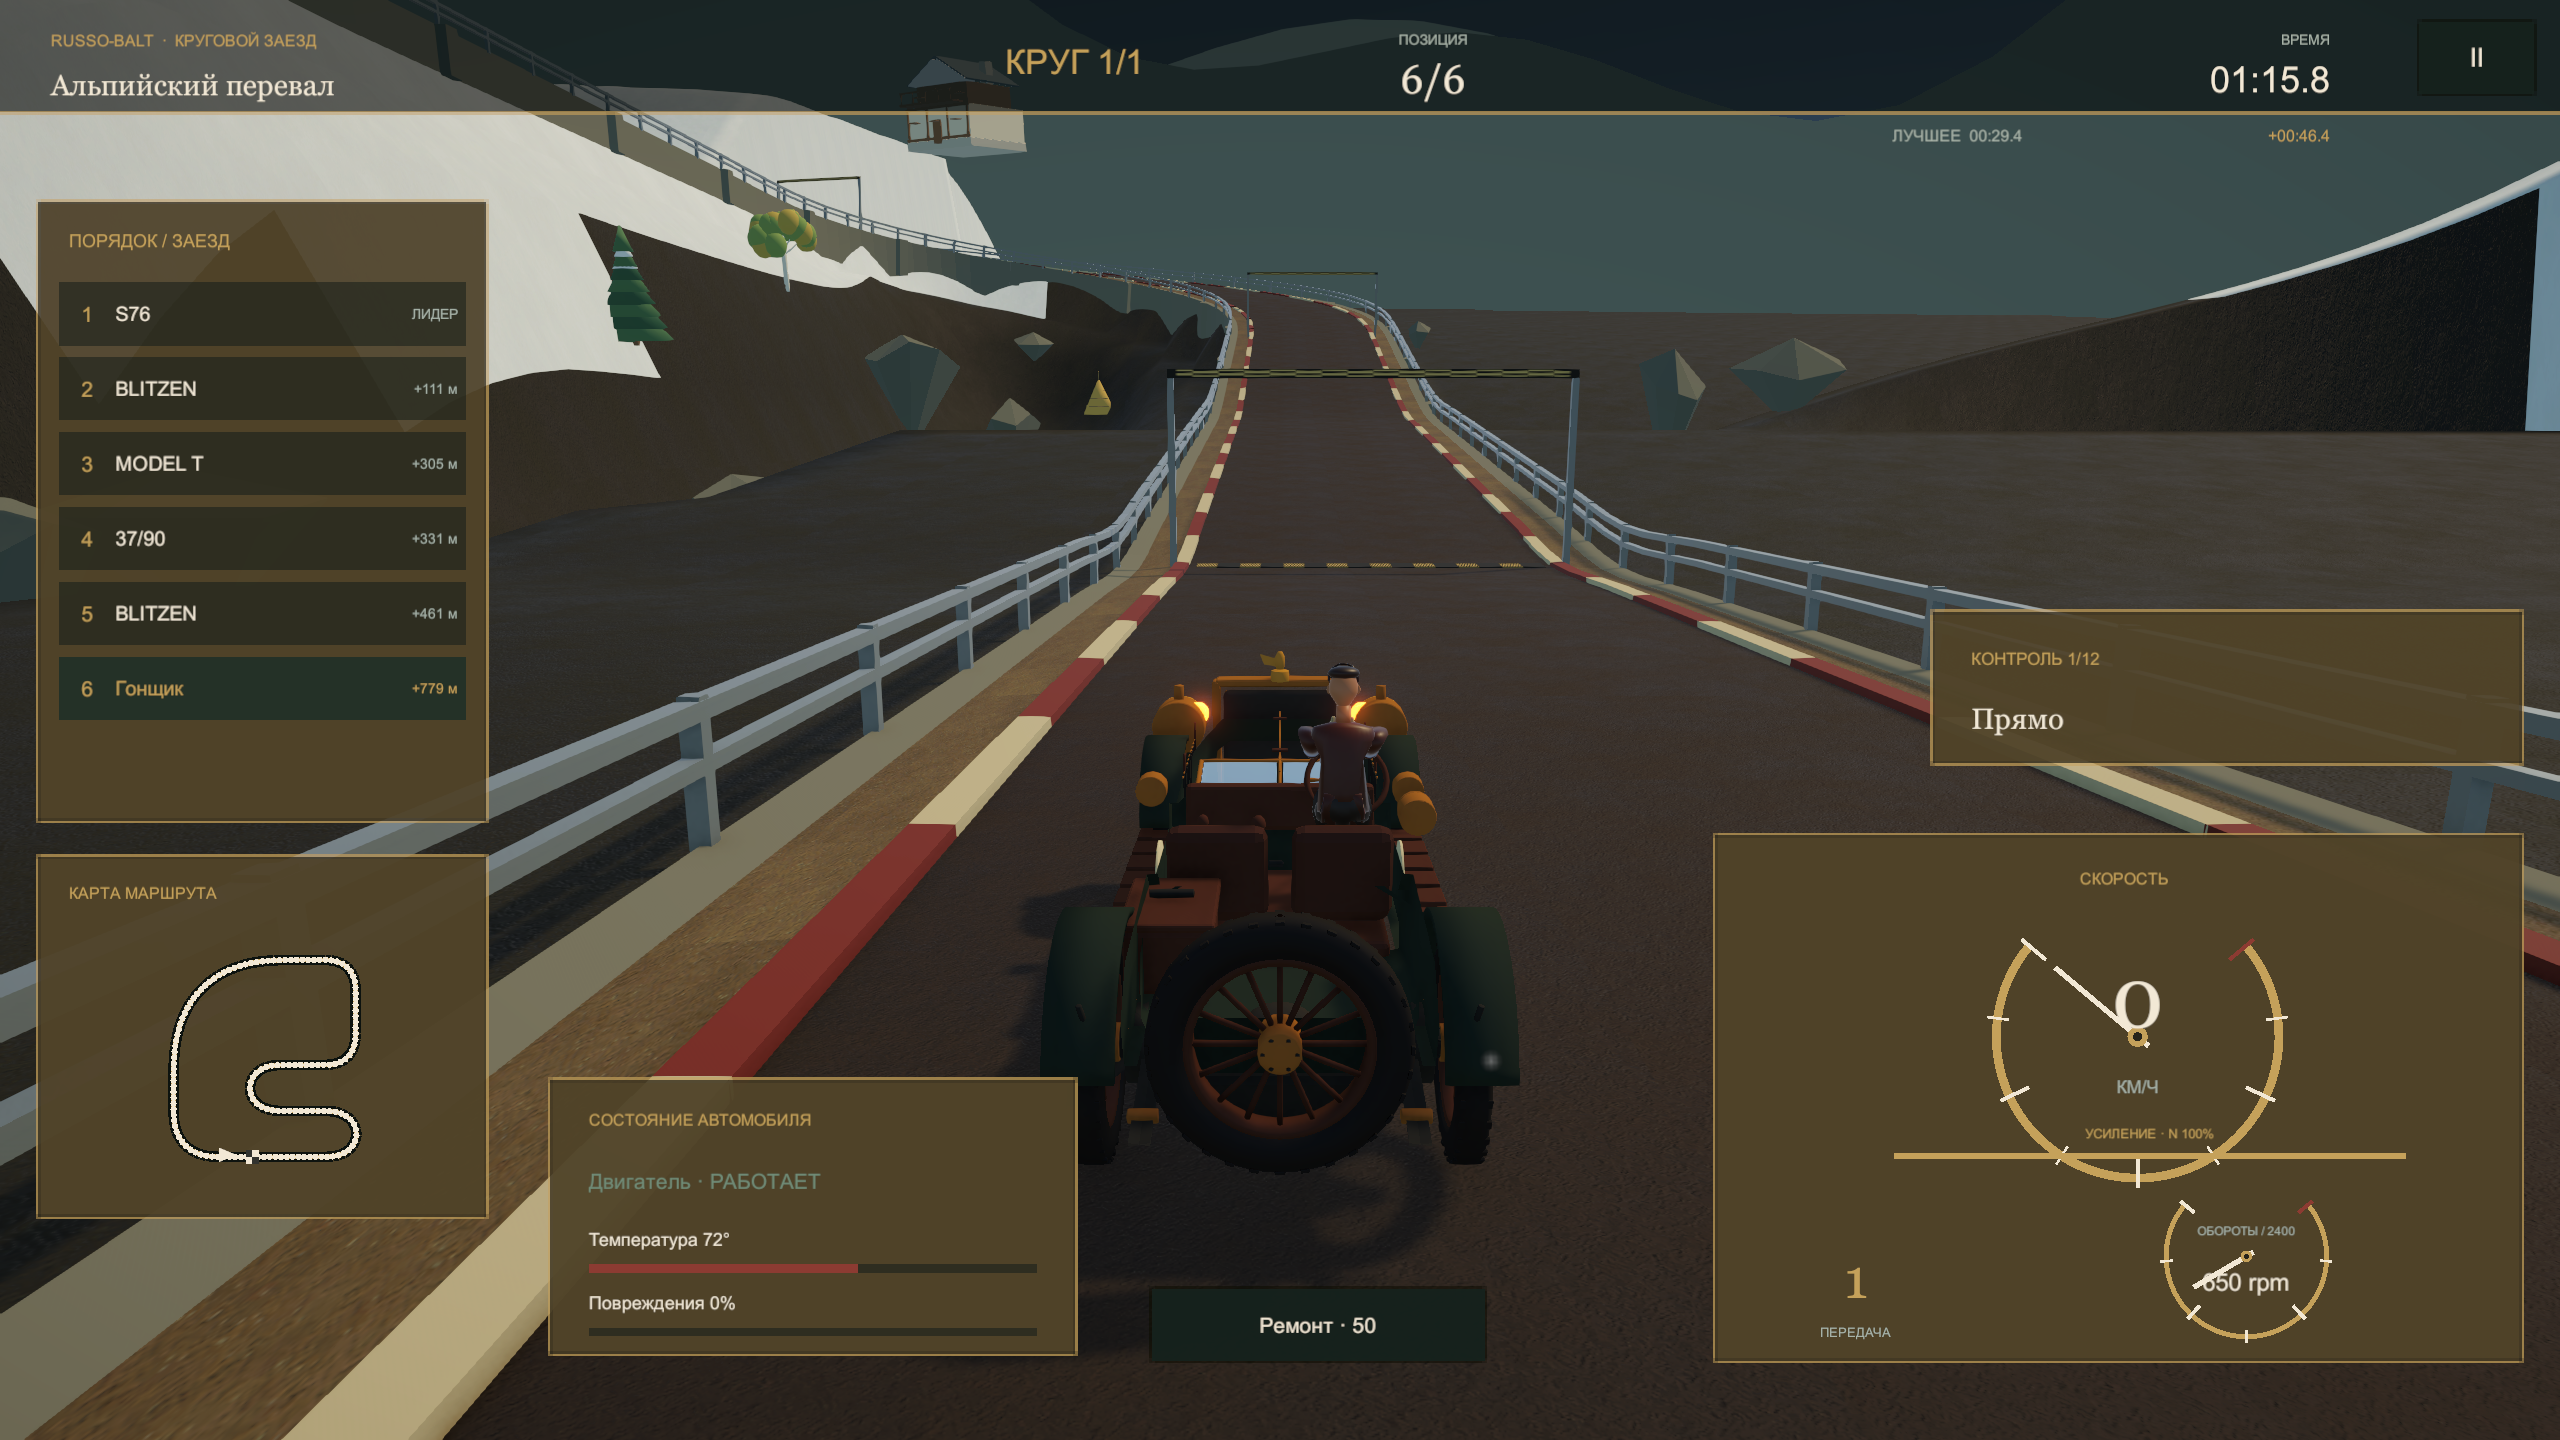 RUSSO-BALT · КРУГОВОЙ ЗАЕЗД
Альпийский перевал
КРУГ 1/1
ПОЗИЦИЯ
6/6
ВРЕМЯ
01:15.8
ЛУЧШЕЕ 00:29.4
+00:46.4
ПОРЯДОК / ЗАЕЗД
1 S76 ЛИДЕР
2 BLITZEN +111 м
3 MODEL T +305 м
4 37/90 +331 м
5 BLITZEN +461 м
6 Гонщик +779 м
КОНТРОЛЬ 1/12
Прямо
КАРТА МАРШРУТА
СОСТОЯНИЕ АВТОМОБИЛЯ
Двигатель · РАБОТАЕТ
Температура 72°
Повреждения 0%
Ремонт · 50
СКОРОСТЬ
0
КМ/Ч
УСИЛЕНИЕ · N 100%
ОБОРОТЫ / 2400
650 rpm
1
ПЕРЕДАЧА